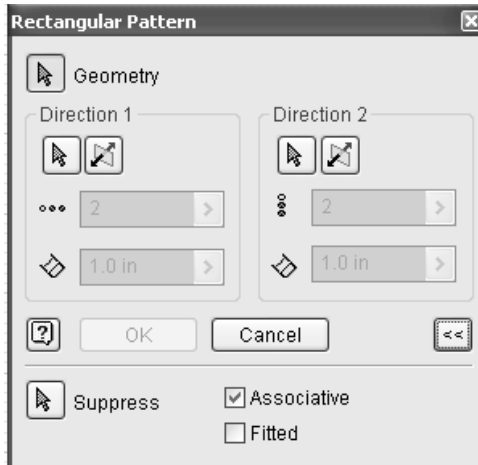 Rectangular Pattern
Geometry
Direction 1
Direction 2
2 >
2 >
1.0 in >
1.0 in >
? OK Cancel <<
Suppress
Associative
Fitted